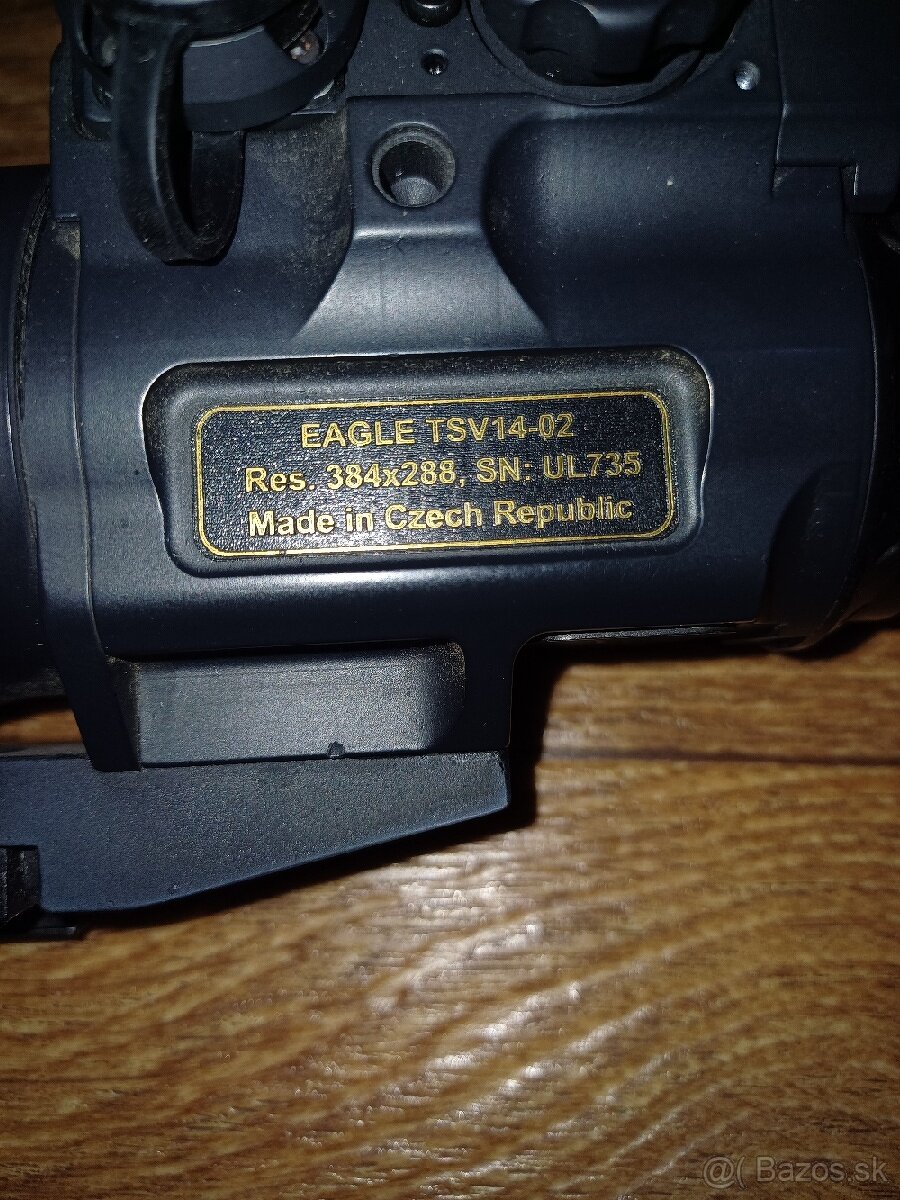 EAGLE TSV14-02
Res. 384x288, SN: UL735
Made in Czech Republic
@( Bazos.sk